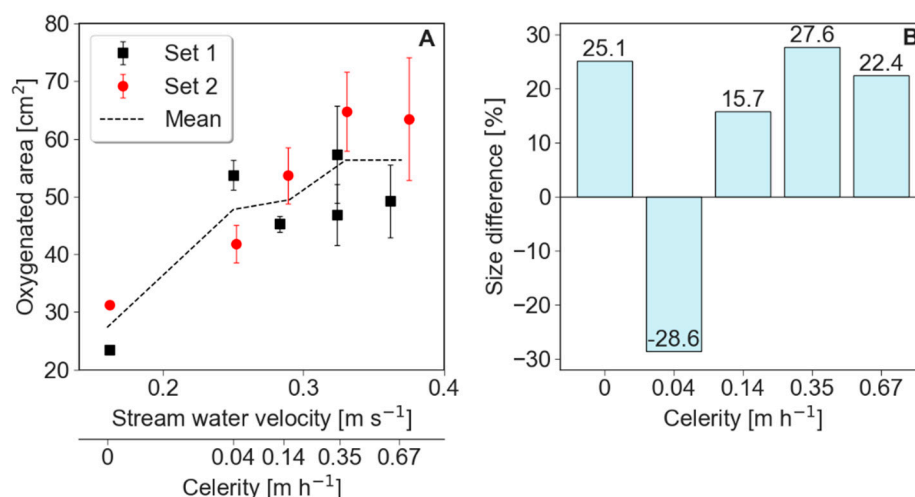 A
Set 1
Set 2
Mean
Oxygenated area [cm²]
80
70
60
50
40
30
20
0.2 0.3 0.4
Stream water velocity [m s⁻¹]
0 0.04 0.14 0.35 0.67
Celerity [m h⁻¹]
B
Size difference [%]
30
20
10
0
−10
−20
−30
25.1
-28.6
15.7
27.6
22.4
0 0.04 0.14 0.35 0.67
Celerity [m h⁻¹]